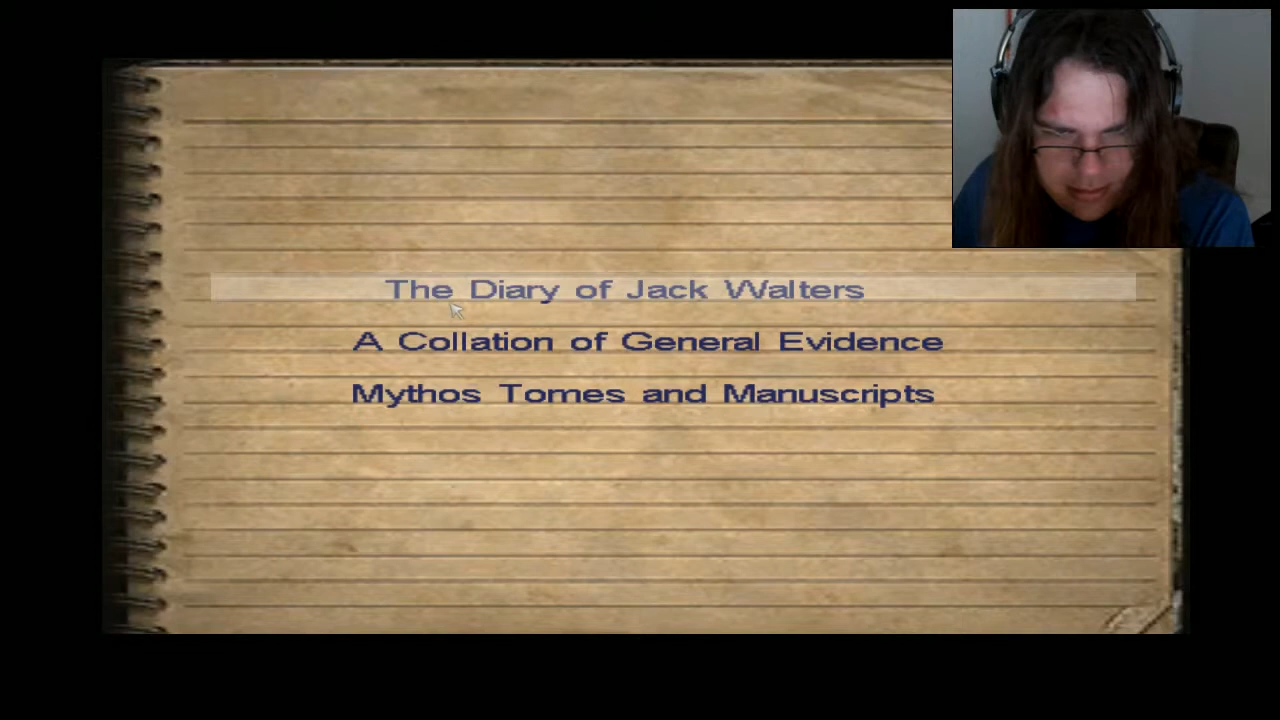 The Diary of Jack Walters
A Collation of General Evidence
Mythos Tomes and Manuscripts